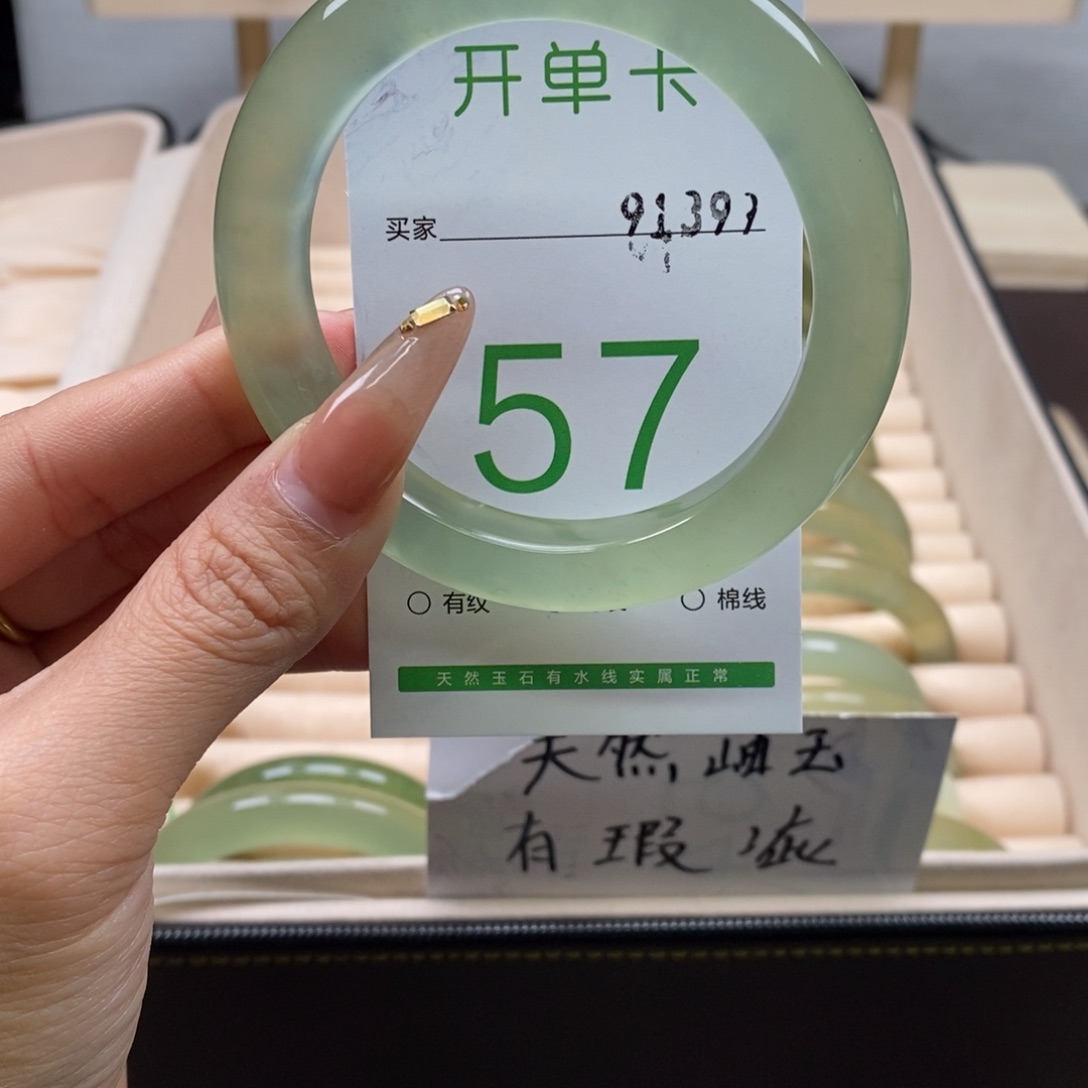 开单卡
买家 91397
57
○ 有纹 ○ 棉线
天然玉石有水线实属正常
天然岫玉
有瑕疵